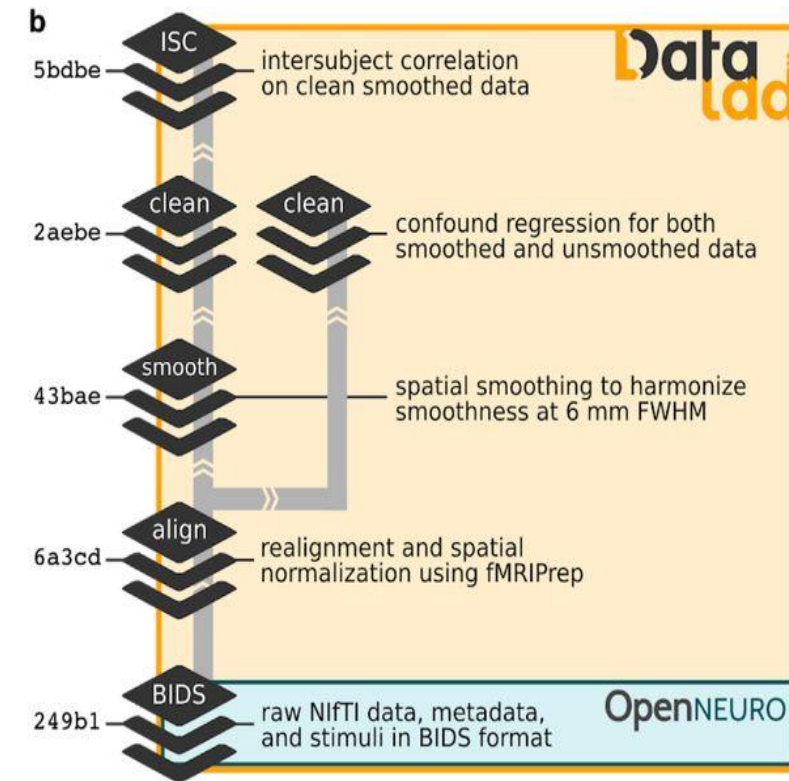 b
ISC
5bdbe
intersubject correlation
on clean smoothed data
Data
lad
clean
clean
2aebe
confound regression for both
smoothed and unsmoothed data
smooth
43bae
spatial smoothing to harmonize
smoothness at 6 mm FWHM
align
6a3cd
realignment and spatial
normalization using fMRIPrep
BIDS
249b1
raw NIfTI data, metadata,
and stimuli in BIDS format
OpenNEURO